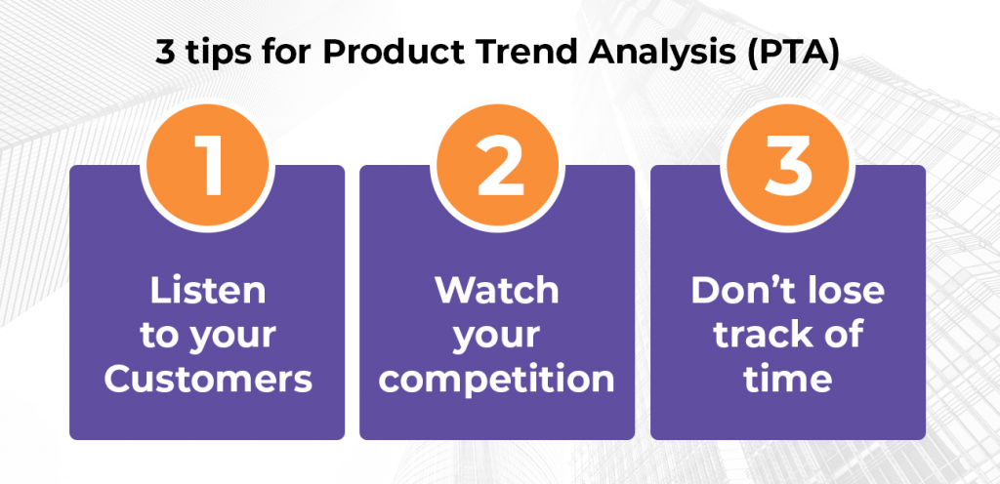 3 tips for Product Trend Analysis (PTA)
1
Listen
to your
Customers
2
Watch
your
competition
3
Don’t lose
track of
time